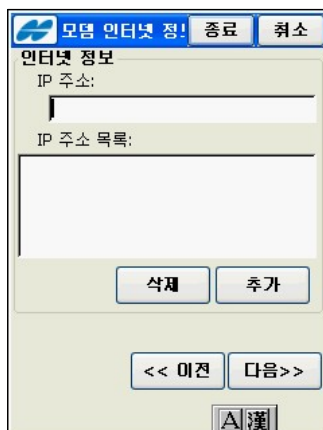 모뎀 인터넷 정! 종료 취소
인터넷 정보
IP 주소:
IP 주소 목록:
삭제 추가
<< 이전 다음>>
A 漢